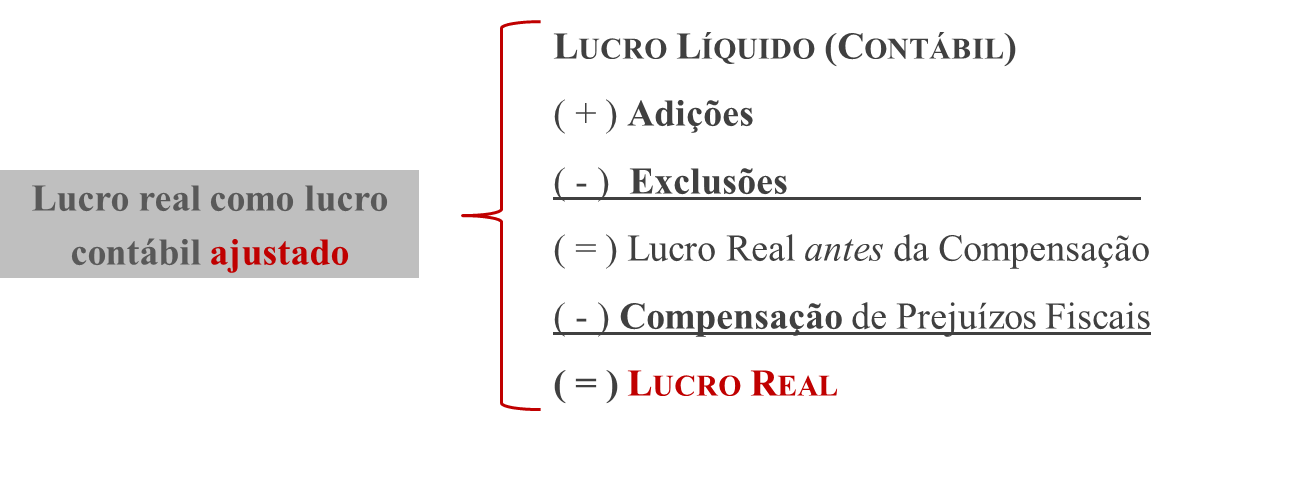 Lucro real como lucro
contábil ajustado
LUCRO LÍQUIDO (CONTÁBIL)
( + ) Adições
( - ) Exclusões
( = ) Lucro Real antes da Compensação
( - ) Compensação de Prejuízos Fiscais
( = ) LUCRO REAL